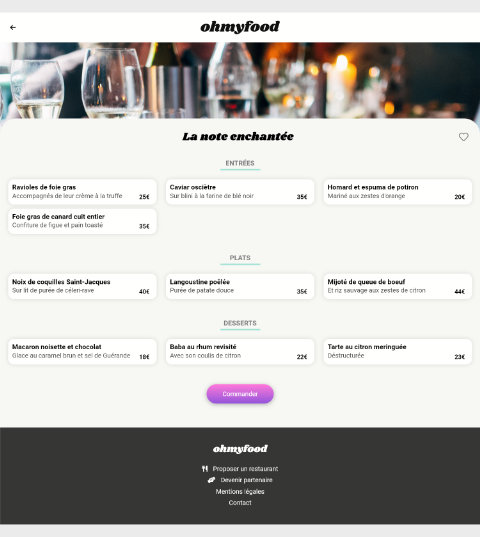 ohmyfood
La note enchantée
ENTRÉES
Ravioles de foie gras
Accompagnés de leur crème à la truffe 25€
Caviar osciètre
Sur blini à la farine de blé noir 35€
Homard et espuma de potiron
Mariné aux zestes d'orange 20€
Foie gras de canard cuit entier
Confiture de figue et pain toasté 35€
PLATS
Noix de coquilles Saint-Jacques
Sur lit de purée de céleri-rave 40€
Langoustine poêlée
Purée de patate douce 35€
Mijoté de queue de boeuf
Et riz sauvage aux zestes de citron 44€
DESSERTS
Macaron noisette et chocolat
Glace au caramel brun et sel de Guérande 18€
Baba au rhum revisité
Avec son coulis de citron 22€
Tarte au citron meringuée
Déstructurée 23€
Commander
ohmyfood
Proposer un restaurant
Devenir partenaire
Mentions légales
Contact